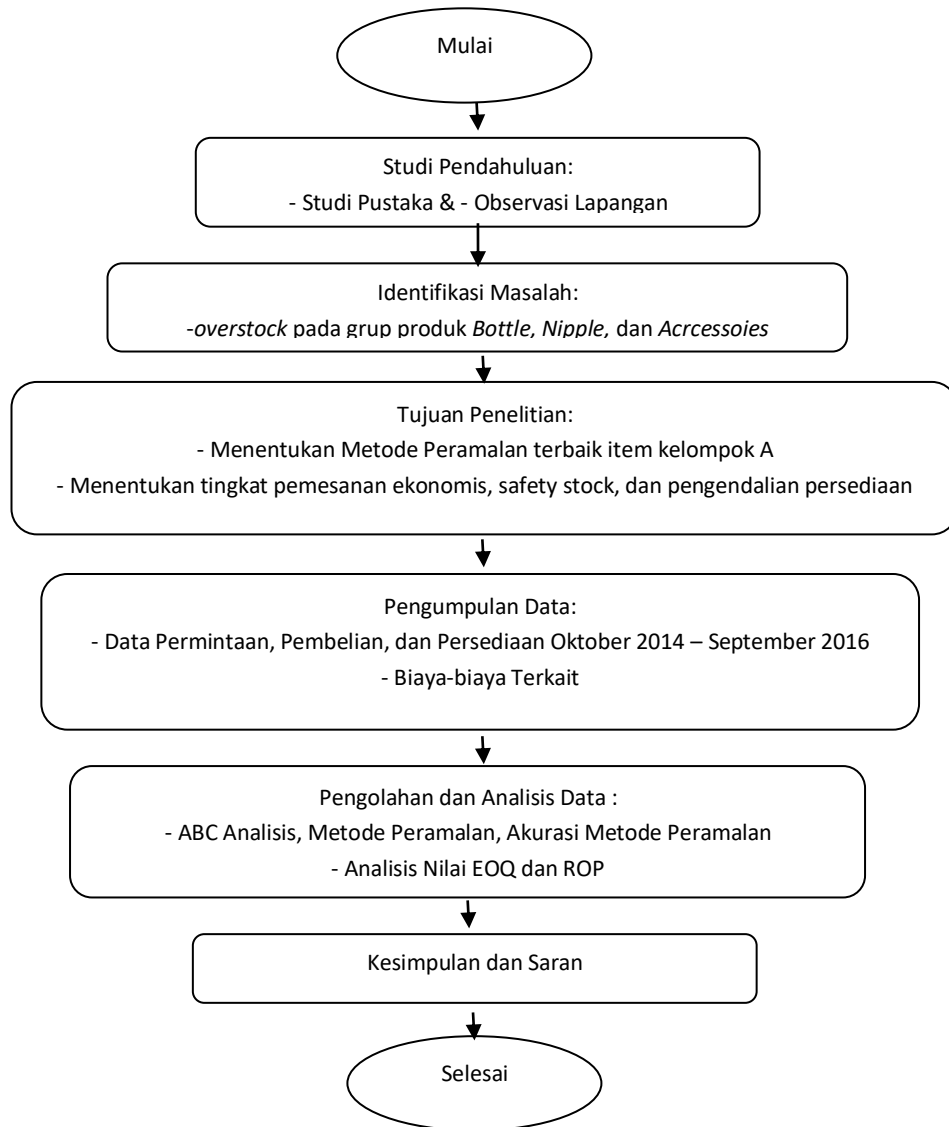 Mulai
Studi Pendahuluan:
- Studi Pustaka & - Observasi Lapangan
Identifikasi Masalah:
-overstock pada grup produk Bottle, Nipple, dan Acrcessoies
Tujuan Penelitian:
- Menentukan Metode Peramalan terbaik item kelompok A
- Menentukan tingkat pemesanan ekonomis, safety stock, dan pengendalian persediaan
Pengumpulan Data:
- Data Permintaan, Pembelian, dan Persediaan Oktober 2014 – September 2016
- Biaya-biaya Terkait
Pengolahan dan Analisis Data :
- ABC Analisis, Metode Peramalan, Akurasi Metode Peramalan
- Analisis Nilai EOQ dan ROP
Kesimpulan dan Saran
Selesai